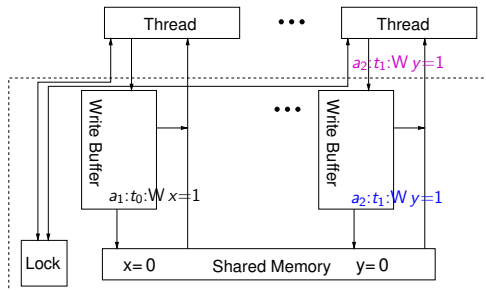 Thread
Thread
a₂:t₁:W y=1
Write Buffer
Write Buffer
a₁:t₀:W x=1
a₂:t₁:W y=1
Lock
x= 0 Shared Memory y= 0